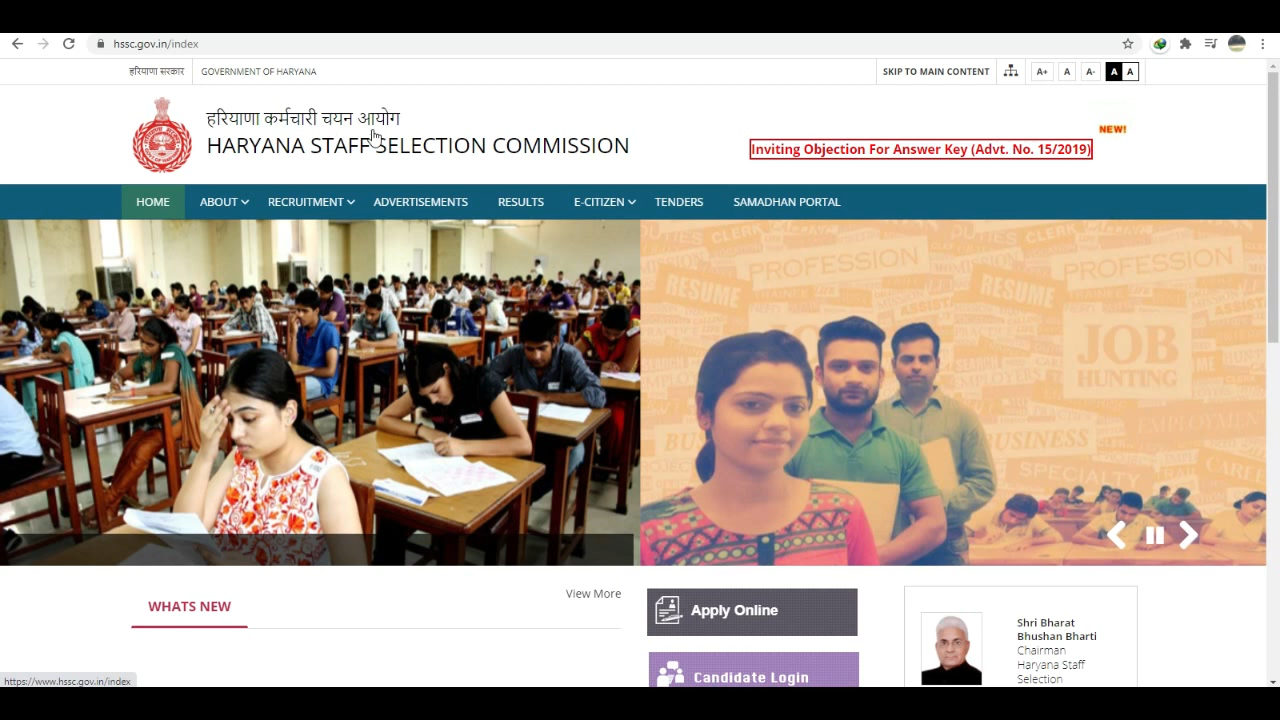 hssc.gov.in/index
हरियाणा सरकार
GOVERNMENT OF HARYANA
SKIP TO MAIN CONTENT
A+
A
A-
A
A
हरियाणा कर्मचारी चयन आयोग
HARYANA STAFF SELECTION COMMISSION
NEW!
Inviting Objection For Answer Key (Advt. No. 15/2019)
HOME
ABOUT
RECRUITMENT
ADVERTISEMENTS
RESULTS
E-CITIZEN
TENDERS
SAMADHAN PORTAL
PROFESSION
PROFESSION
RESUME
RESUME
JOB
HUNTING
BUSINESS
SPECIALTY
WHATS NEW
View More
Apply Online
Candidate Login
Shri Bharat
Bhushan Bharti
Chairman
Haryana Staff
Selection
https://www.hssc.gov.in/index